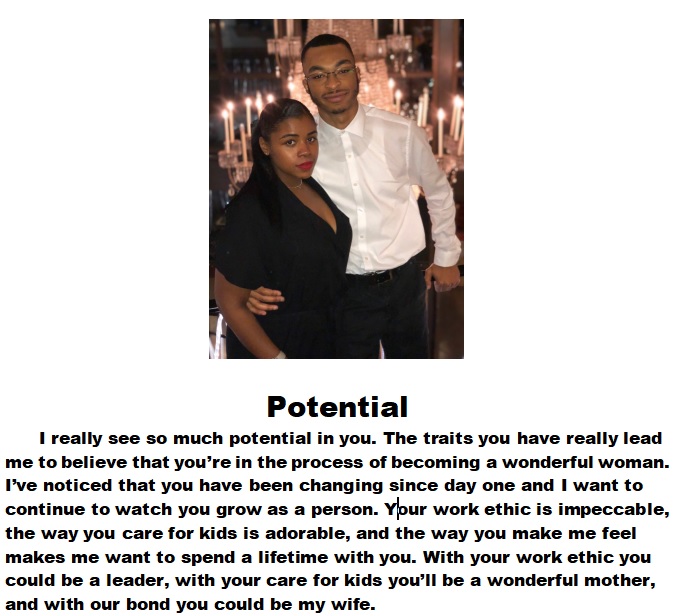 Potential
I really see so much potential in you. The traits you have really lead
me to believe that you’re in the process of becoming a wonderful woman.
I’ve noticed that you have been changing since day one and I want to
continue to watch you grow as a person. Your work ethic is impeccable,
the way you care for kids is adorable, and the way you make me feel
makes me want to spend a lifetime with you. With your work ethic you
could be a leader, with your care for kids you’ll be a wonderful mother,
and with our bond you could be my wife.